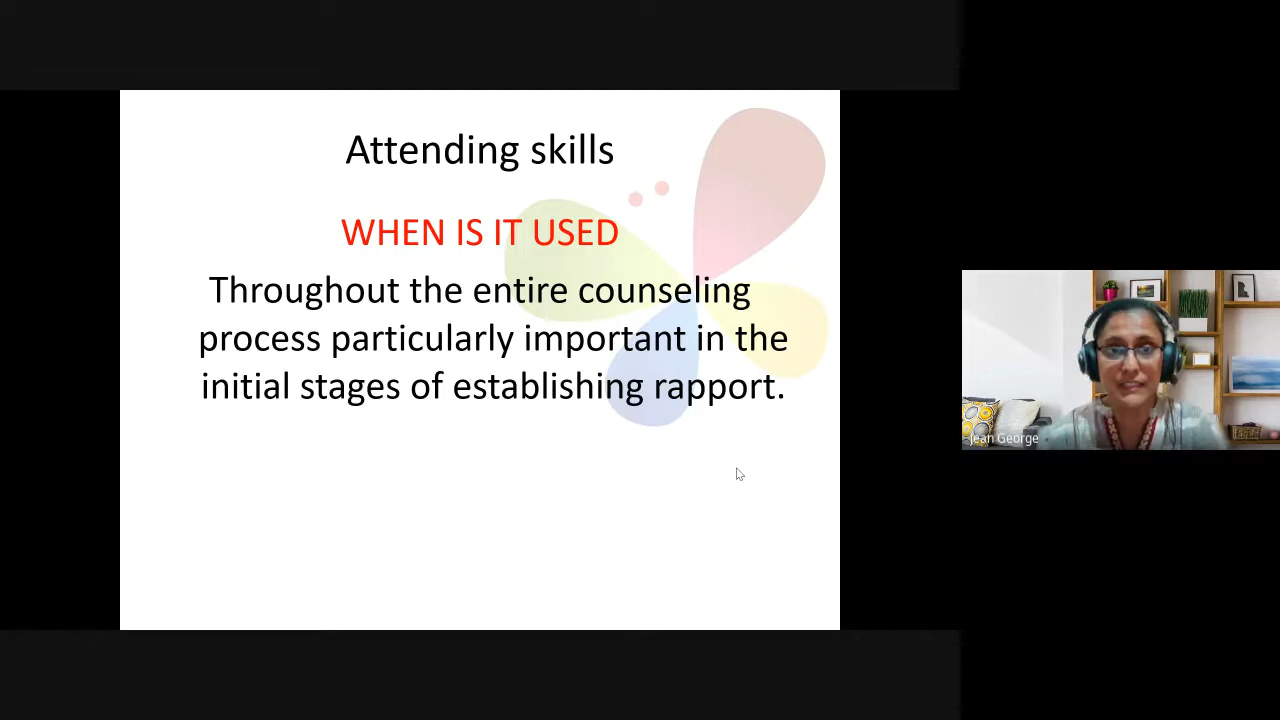 Attending skills
WHEN IS IT USED
Throughout the entire counseling
process particularly important in the
initial stages of establishing rapport.
Jean George